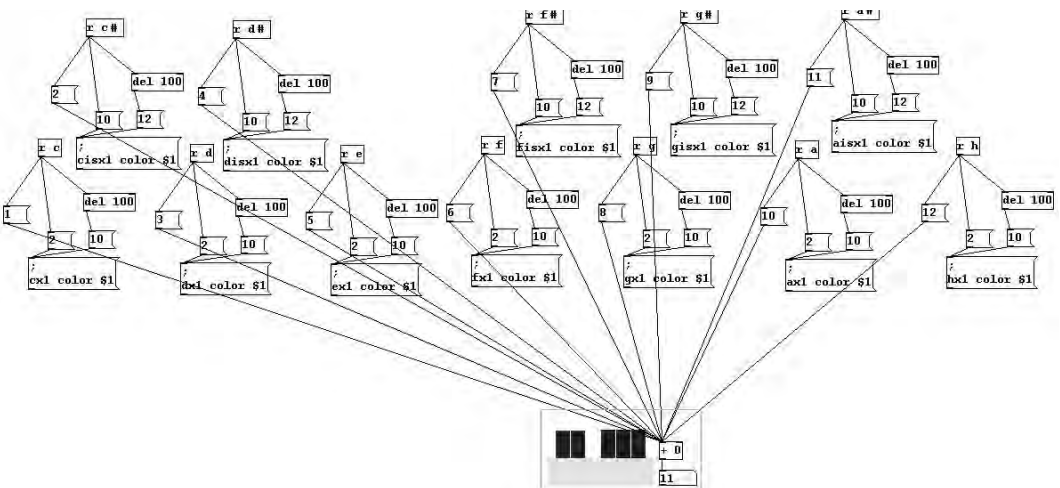 r c#
r d#
r f#
r g#
r a#
2
del 100
4
del 100
7
del 100
9
del 100
11
del 100
10
12
10
12
10
12
10
12
10
12
;
cisx1 color $1
;
disx1 color $1
;
fisx1 color $1
;
gisx1 color $1
;
aisx1 color $1
r c
r d
r e
r f
r g
r a
r h
1
del 100
3
del 100
5
del 100
6
del 100
8
del 100
10
del 100
12
del 100
2
10
2
10
2
10
2
10
2
10
2
10
2
10
;
cx1 color $1
;
dx1 color $1
;
ex1 color $1
;
fx1 color $1
;
gx1 color $1
;
ax1 color $1
;
hx1 color $1
+ 0
11